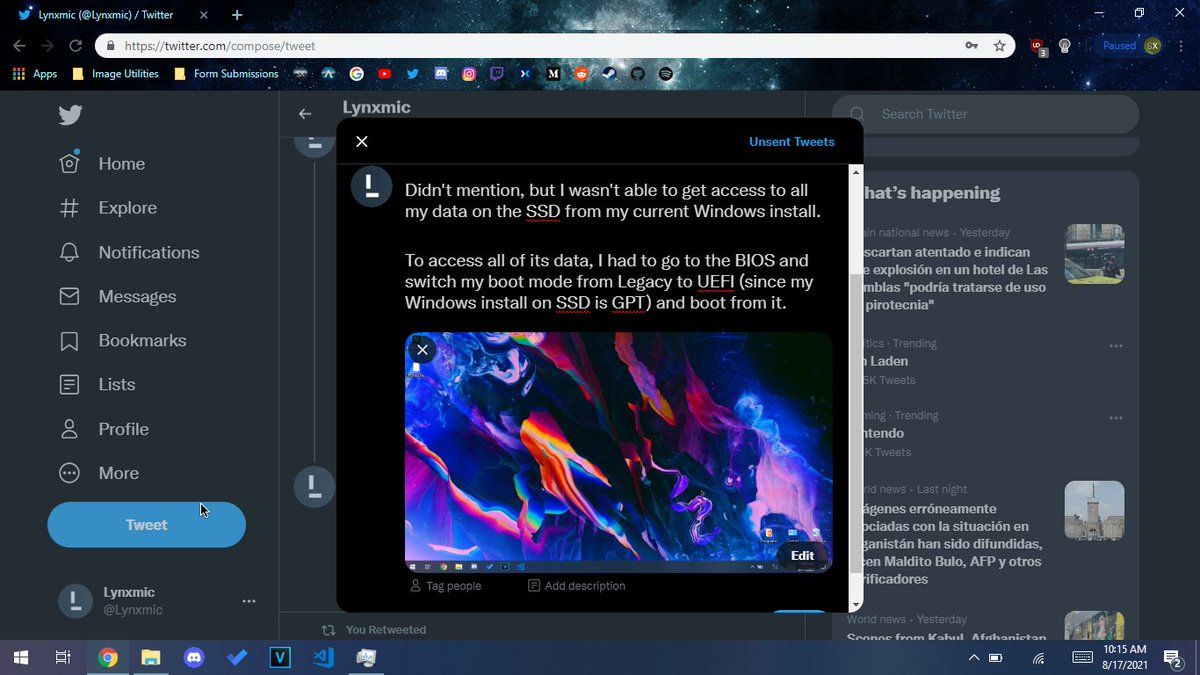 Lynxmic (@Lynxmic) / Twitter
https://twitter.com/compose/tweet
3
Paused
SX
Apps
Image Utilities
Form Submissions
M
Lynxmic
Search Twitter
Home
Explore
Notifications
Messages
Bookmarks
Lists
Profile
More
Tweet
Lynxmic
@Lynxmic
Unsent Tweets
Didn't mention, but I wasn't able to get access to all
my data on the SSD from my current Windows install.
To access all of its data, I had to go to the BIOS and
switch my boot mode from Legacy to UEFI (since my
Windows install on SSD is GPT) and boot from it.
Edit
Tag people
Add description
You Retweeted
hat's happening
ain national news · Yesterday
scartan atentado e indican
e explosión en un hotel de Las
mblas "podría tratarse de uso
pirotecnia"
itics · Trending
n Laden
5K Tweets
ming · Trending
ntendo
K Tweets
rld news · Last night
ágenes erróneamente
ociadas con la situación en
ganistán han sido difundidas,
cen Maldito Bulo, AFP y otros
rificadores
World news · Yesterday
Scenes from Kabul, Afghanistan
V
10:15 AM
8/17/2021
2